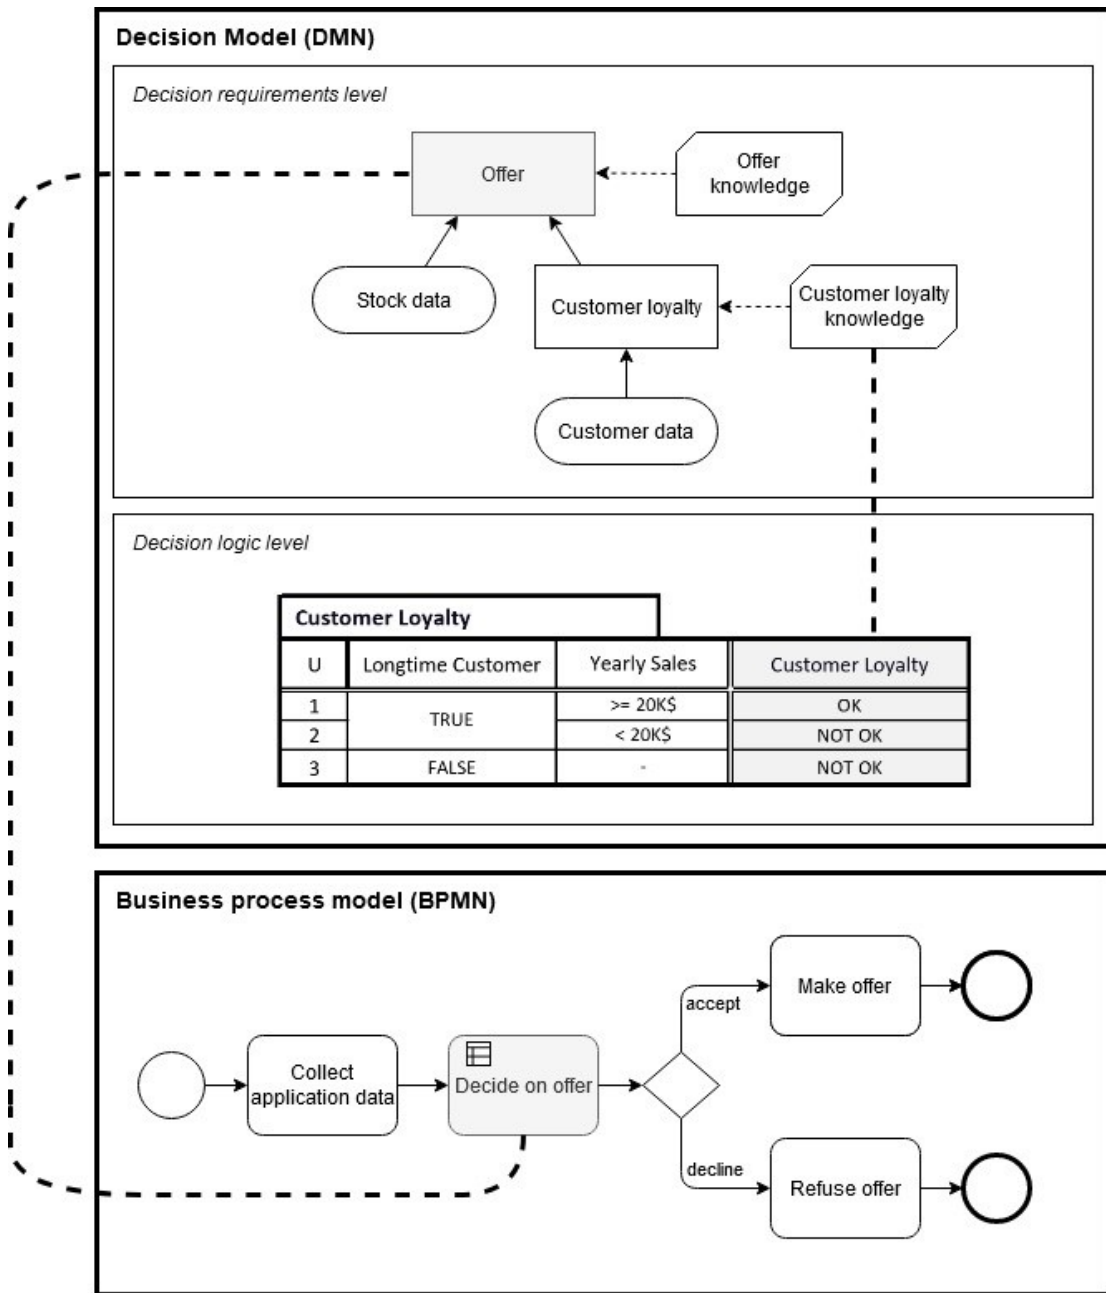 Decision Model (DMN)
Decision requirements level
Offer
Offer
knowledge
Stock data
Customer loyalty
Customer loyalty
knowledge
Customer data
Decision logic level
Customer Loyalty
U Longtime Customer Yearly Sales Customer Loyalty
1 TRUE >= 20K$ OK
2 < 20K$ NOT OK
3 FALSE - NOT OK
Business process model (BPMN)
Collect
application data
Decide on offer
accept
Make offer
decline
Refuse offer